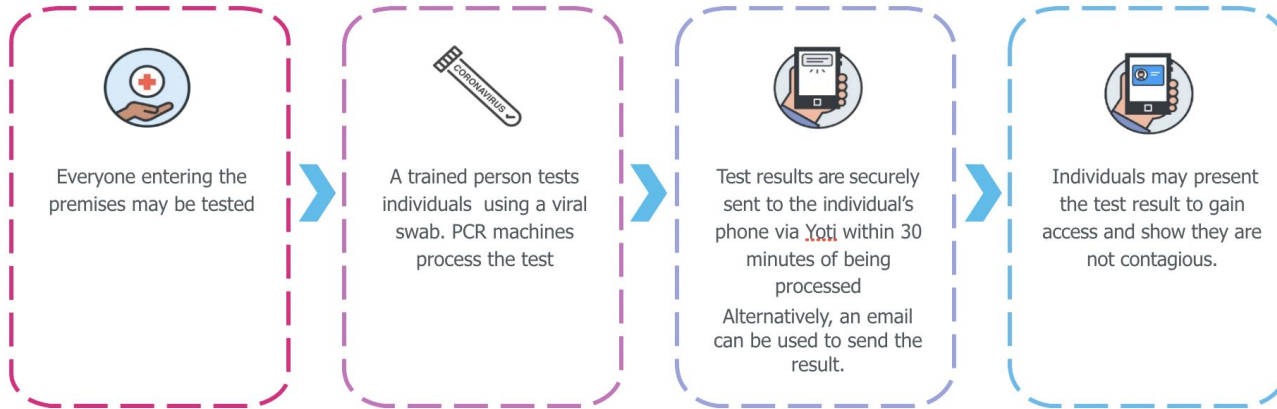 Everyone entering the
premises may be tested
CORONAVIRUS
A trained person tests
individuals using a viral
swab. PCR machines
process the test
Test results are securely
sent to the individual's
phone via Yoti within 30
minutes of being
processed
Alternatively, an email
can be used to send the
result.
Individuals may present
the test result to gain
access and show they are
not contagious.